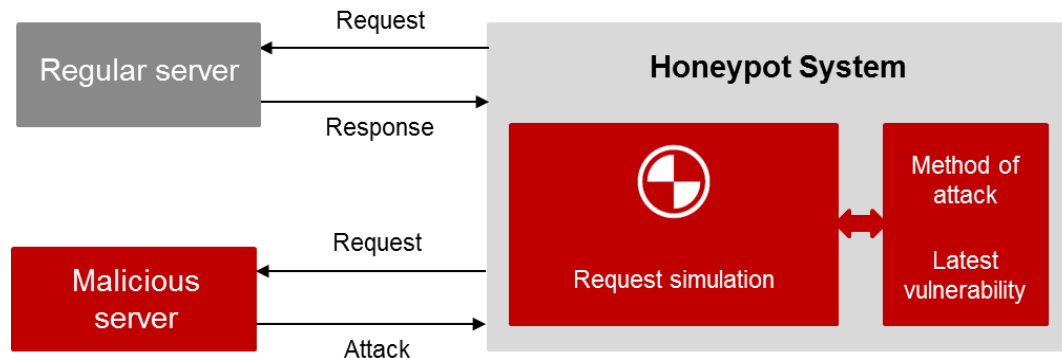 Request
Regular server
Response
Honeypot System
Method of
attack
Latest
vulnerability
Request simulation
Request
Malicious
server
Attack